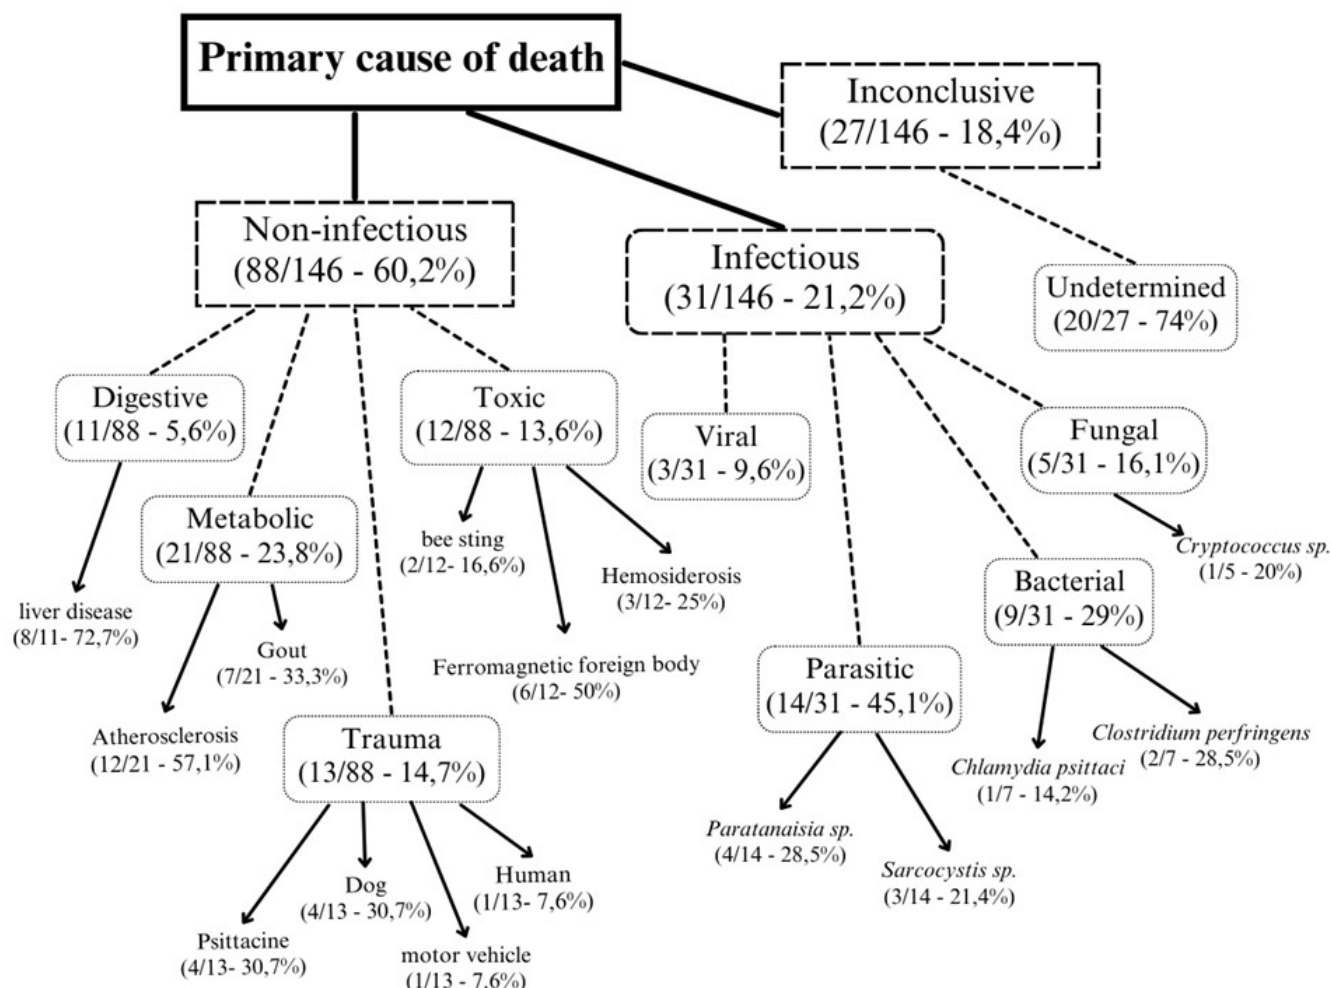 Primary cause of death
Inconclusive
(27/146 - 18,4%)
Non-infectious
(88/146 - 60,2%)
Infectious
(31/146 - 21,2%)
Undetermined
(20/27 - 74%)
Digestive
(11/88 - 5,6%)
Toxic
(12/88 - 13,6%)
Viral
(3/31 - 9,6%)
Fungal
(5/31 - 16,1%)
Metabolic
(21/88 - 23,8%)
bee sting
(2/12- 16,6%)
Hemosiderosis
(3/12- 25%)
Cryptococcus sp.
(1/5 - 20%)
Bacterial
(9/31 - 29%)
liver disease
(8/11- 72,7%)
Gout
(7/21 - 33,3%)
Ferromagnetic foreign body
(6/12- 50%)
Parasitic
(14/31 - 45,1%)
Atherosclerosis
(12/21 - 57,1%)
Trauma
(13/88 - 14,7%)
Clostridium perfringens
(2/7 - 28,5%)
Chlamydia psittaci
(1/7 - 14,2%)
Paratanaisia sp.
(4/14 - 28,5%)
Sarcocystis sp.
(3/14 - 21,4%)
Human
(1/13- 7,6%)
Dog
(4/13 - 30,7%)
Psittacine
(4/13- 30,7%)
motor vehicle
(1/13 - 7,6%)